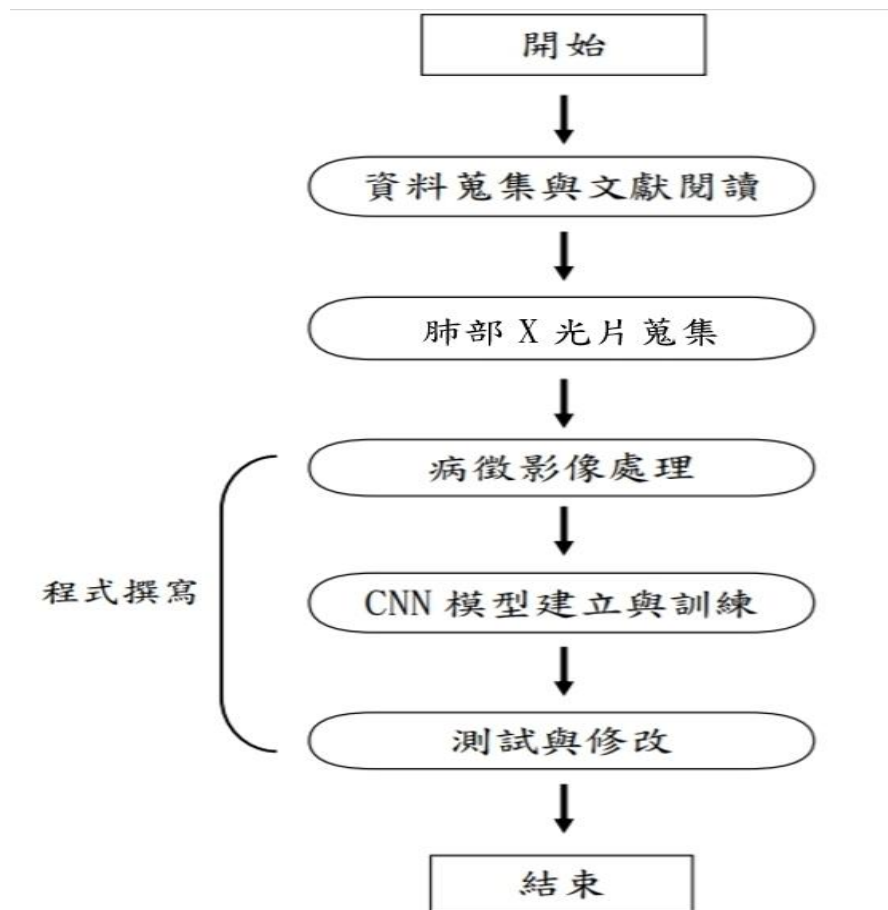 開始
資料蒐集與文獻閱讀
肺部 X 光片蒐集
病徵影像處理
程式撰寫
CNN 模型建立與訓練
測試與修改
結束